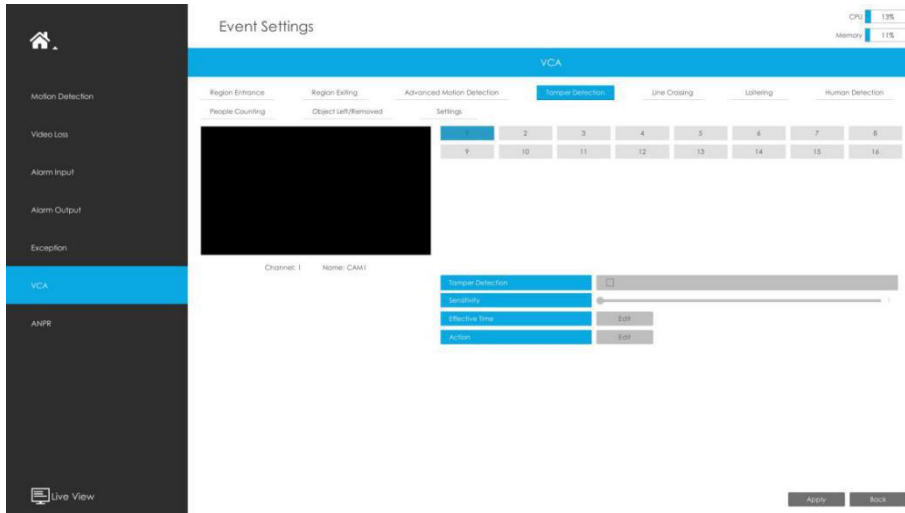 Event Settings
CPU 13%
Memory 11%
VCA
Motion Detection
Video Loss
Alarm Input
Alarm Output
Exception
VCA
ANPR
Live View
Region Entrance Region Exiting Advanced Motion Detection Tamper Detection Line Crossing Loitering Human Detection
People Counting Object Left/Removed Settings
1 2 3 4 5 6 7 8
9 10 11 12 13 14 15 16
Channel: 1 Name: CAM1
Tamper Detection
Sensitivity 1
Effective Time Edit
Action Edit
Apply Back